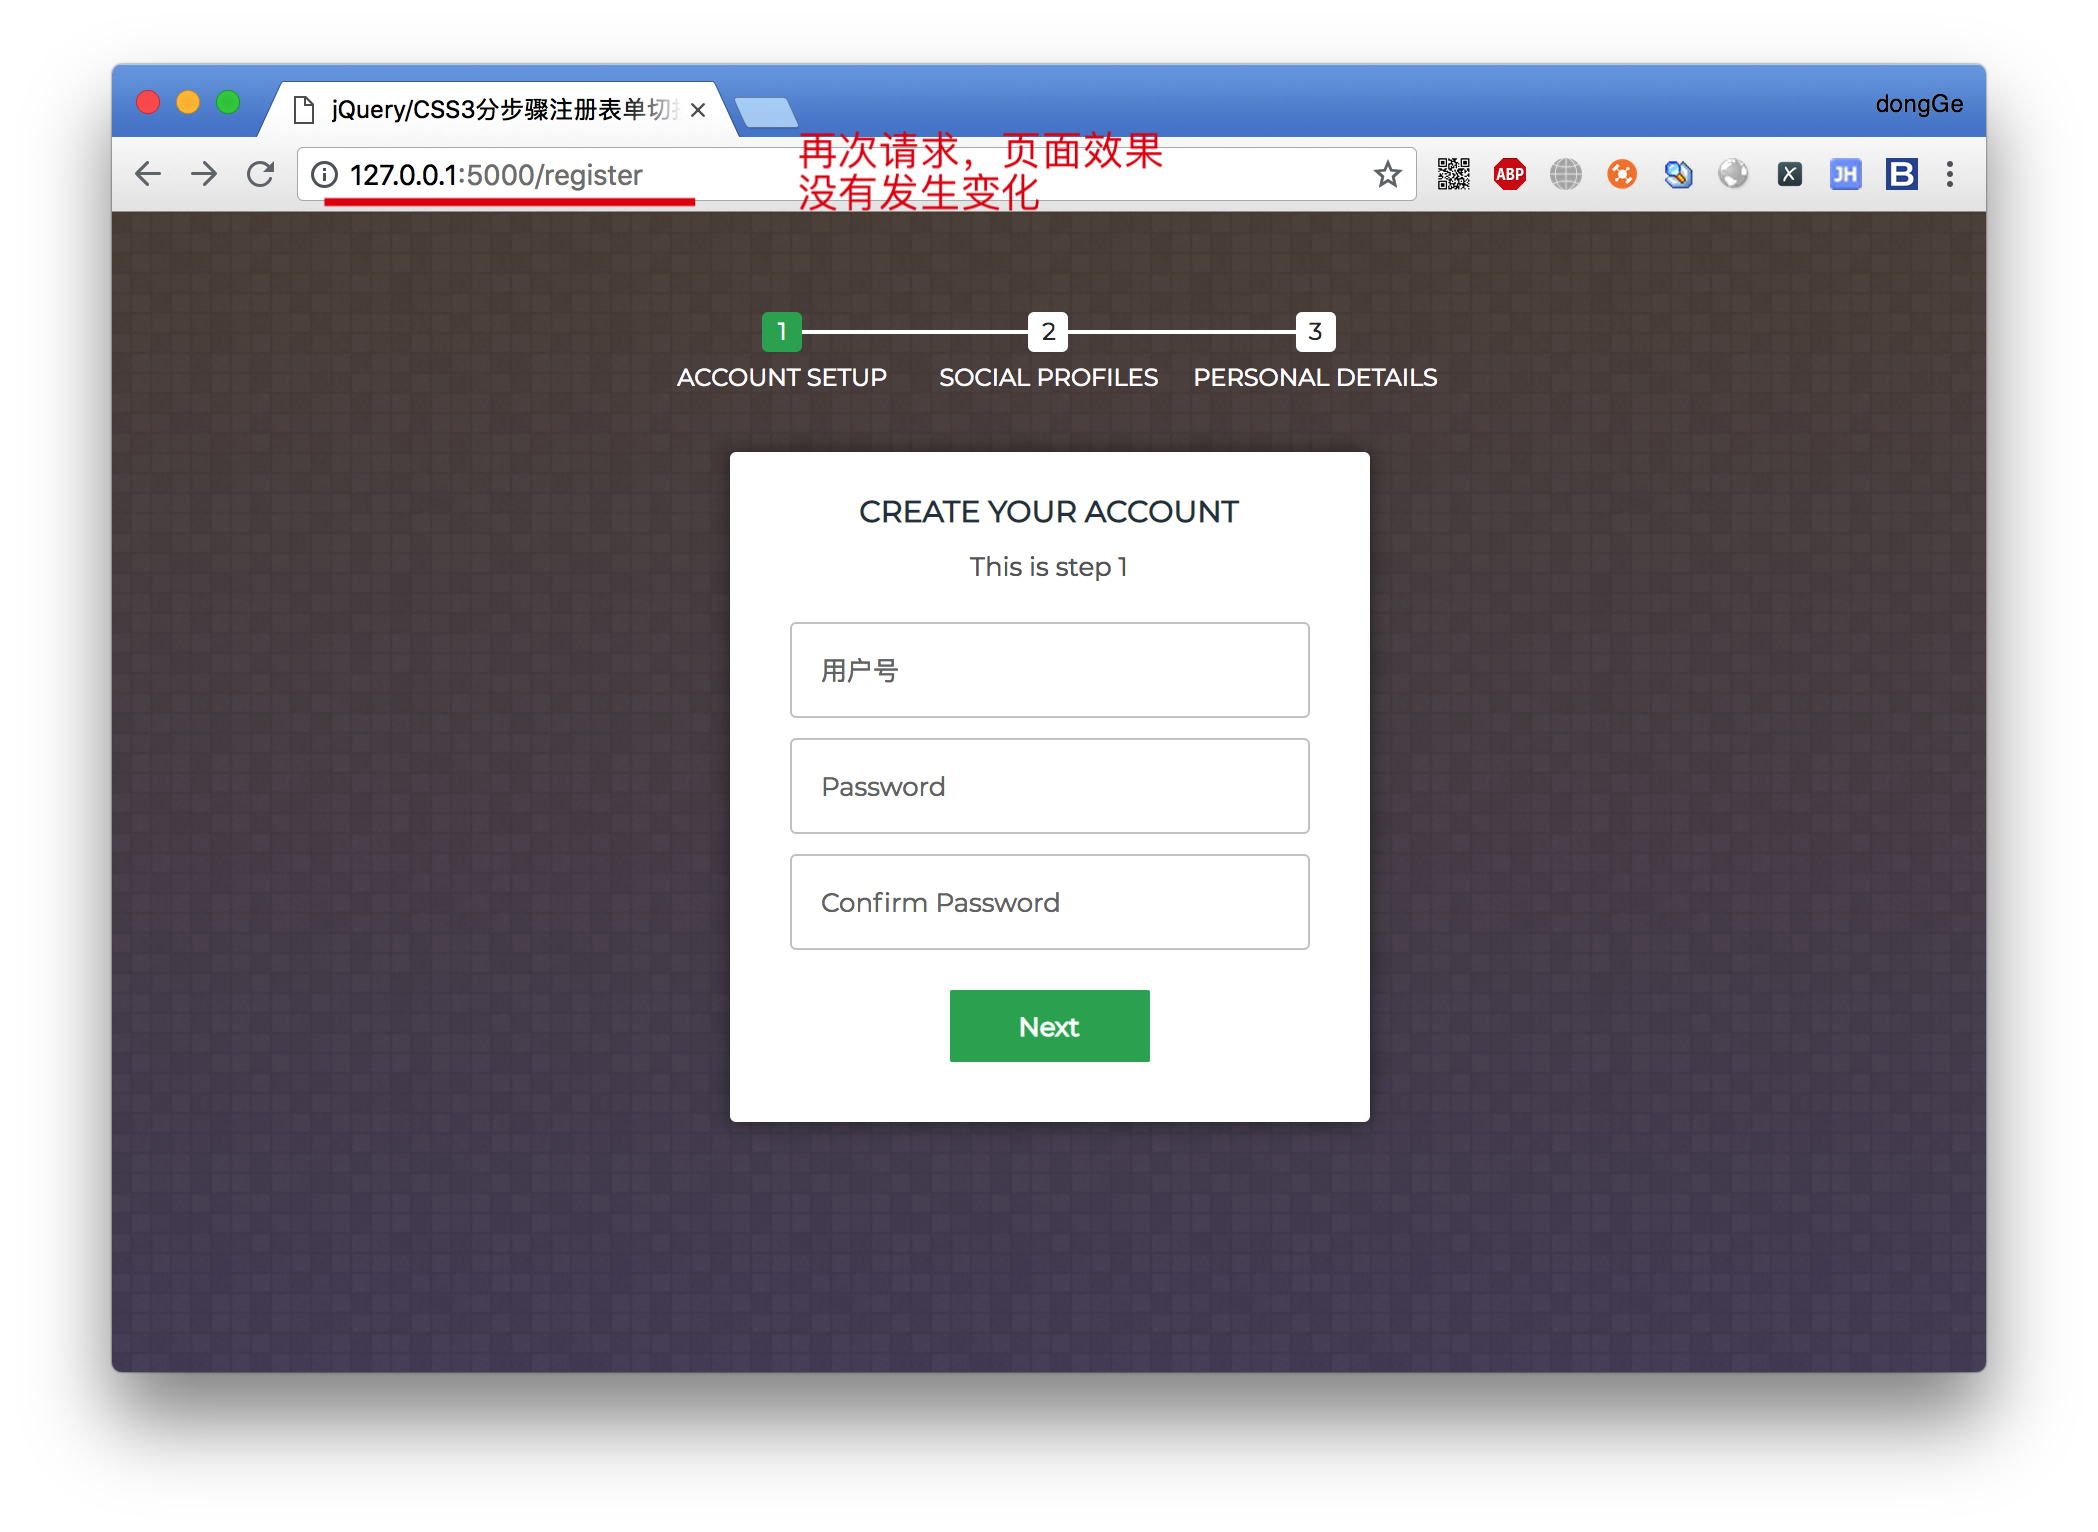 jQuery/CSS3分步骤注册表单切
dongGe
127.0.0.1:5000/register
再次请求，页面效果
没有发生变化
ABP
X
JH
B
1
2
3
ACCOUNT SETUP
SOCIAL PROFILES
PERSONAL DETAILS
CREATE YOUR ACCOUNT
This is step 1
用户号
Password
Confirm Password
Next